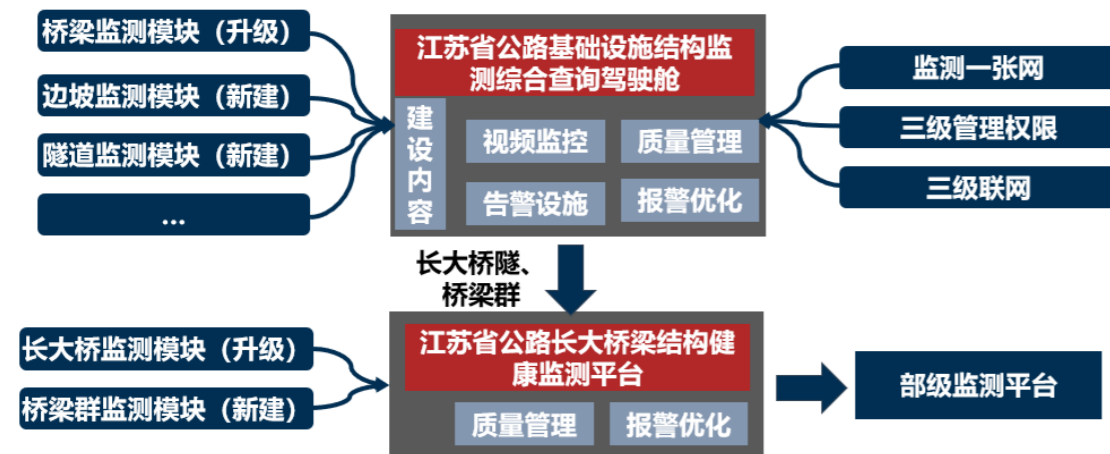 桥梁监测模块（升级）
边坡监测模块（新建）
隧道监测模块（新建）
...
江苏省公路基础设施结构监
测综合查询驾驶舱
建
设
内
容
视频监控
质量管理
告警设施
报警优化
监测一张网
三级管理权限
三级联网
长大桥隧、
桥梁群
长大桥监测模块（升级）
桥梁群监测模块（新建）
江苏省公路长大桥梁结构健
康监测平台
质量管理
报警优化
部级监测平台